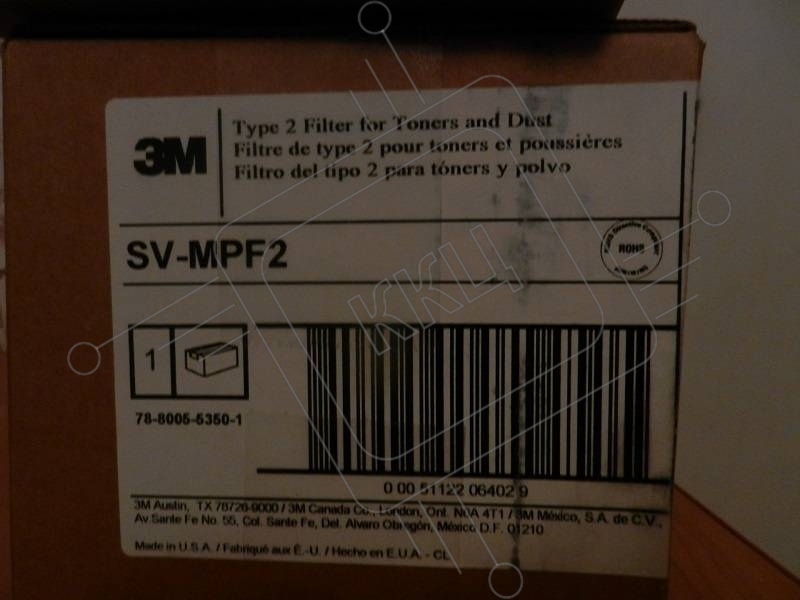 3M
Type 2 Filter for Toners and Dust
Filtre de type 2 pour toners et poussières
Filtro del tipo 2 para tóners y polvo
SV-MPF2
ROHS
ККЦ
1
78-8005-5350-1
0 00 51122 06402 9
3M Austin, TX 78726-9000 / 3M Canada Co., London, Ont. N6A 4T1 / 3M México, S.A. de C.V.,
Av.Santa Fe No. 55, Col. Santa Fe, Del. Alvaro Obregón, México D.F. 01210
Made in U.S.A. / Fabriqué aux É.-U. / Hecho en E.U.A. - CL